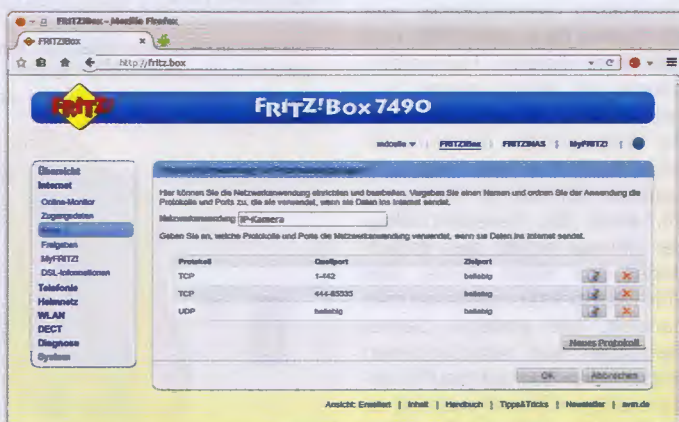 FRITZ!Box - Mozilla Firefox
FRITZ!Box
http://fritz.box
FRITZ!
FRITZ!Box 7490
FRITZ!Box | FRITZ!NAS | MyFRITZ! |
Übersicht
Internet
Online-Monitor
Zugangsdaten
Freigaben
MyFRITZ!
DSL-Informationen
Telefonie
Heimnetz
WLAN
DECT
Diagnose
System
Hier können Sie die Netzwerkanwendung einrichten und bearbeiten. Vergeben Sie einen Namen und ordnen Sie der Anwendung die
Protokolle und Ports zu, die sie verwendet, wenn sie Daten ins Internet sendet.
Netzwerkanwendung IP-Kamera
Geben Sie an, welche Protokolle und Ports die Netzwerkanwendung verwendet, wenn sie Daten ins Internet sendet.
Protokoll Quellport Zielport
TCP 1-442 beliebig
TCP 444-65535 beliebig
UDP beliebig beliebig
Neues Protokoll
OK Abbrechen
Ansicht: Erweitert | Inhalt | Handbuch | Tipps&Tricks | Newsletter | avm.de